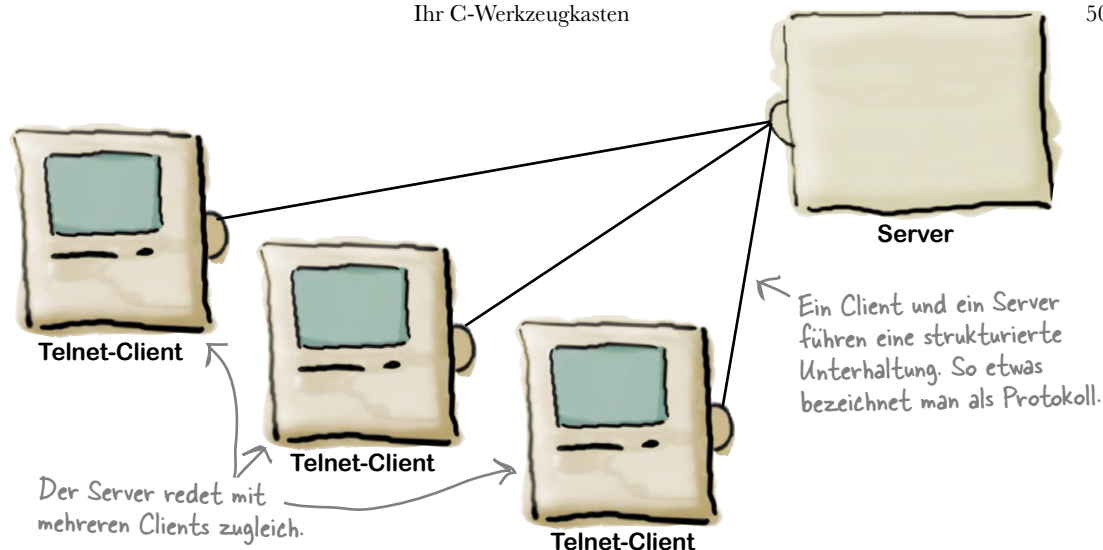 Ihr C-Werkzeugkasten 50
Server
Ein Client und ein Server
führen eine strukturierte
Unterhaltung. So etwas
bezeichnet man als Protokoll.
Telnet-Client
Telnet-Client
Der Server redet mit
mehreren Clients zugleich.
Telnet-Client